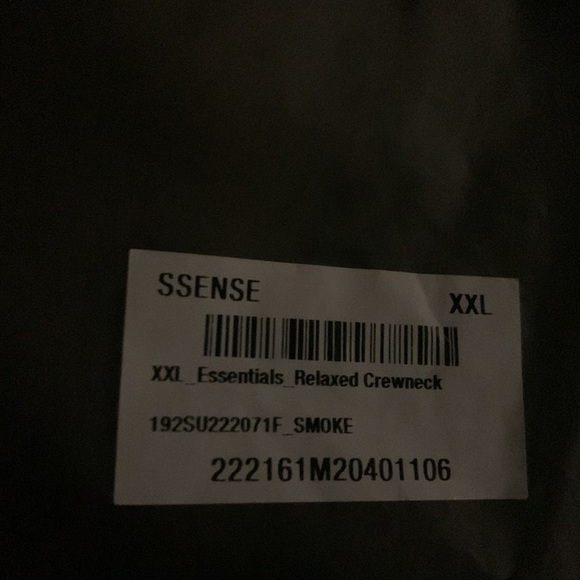 SSENSE
XXL
XXL_Essentials_Relaxed Crewneck
192SU222071F_SMOKE
222161M20401106